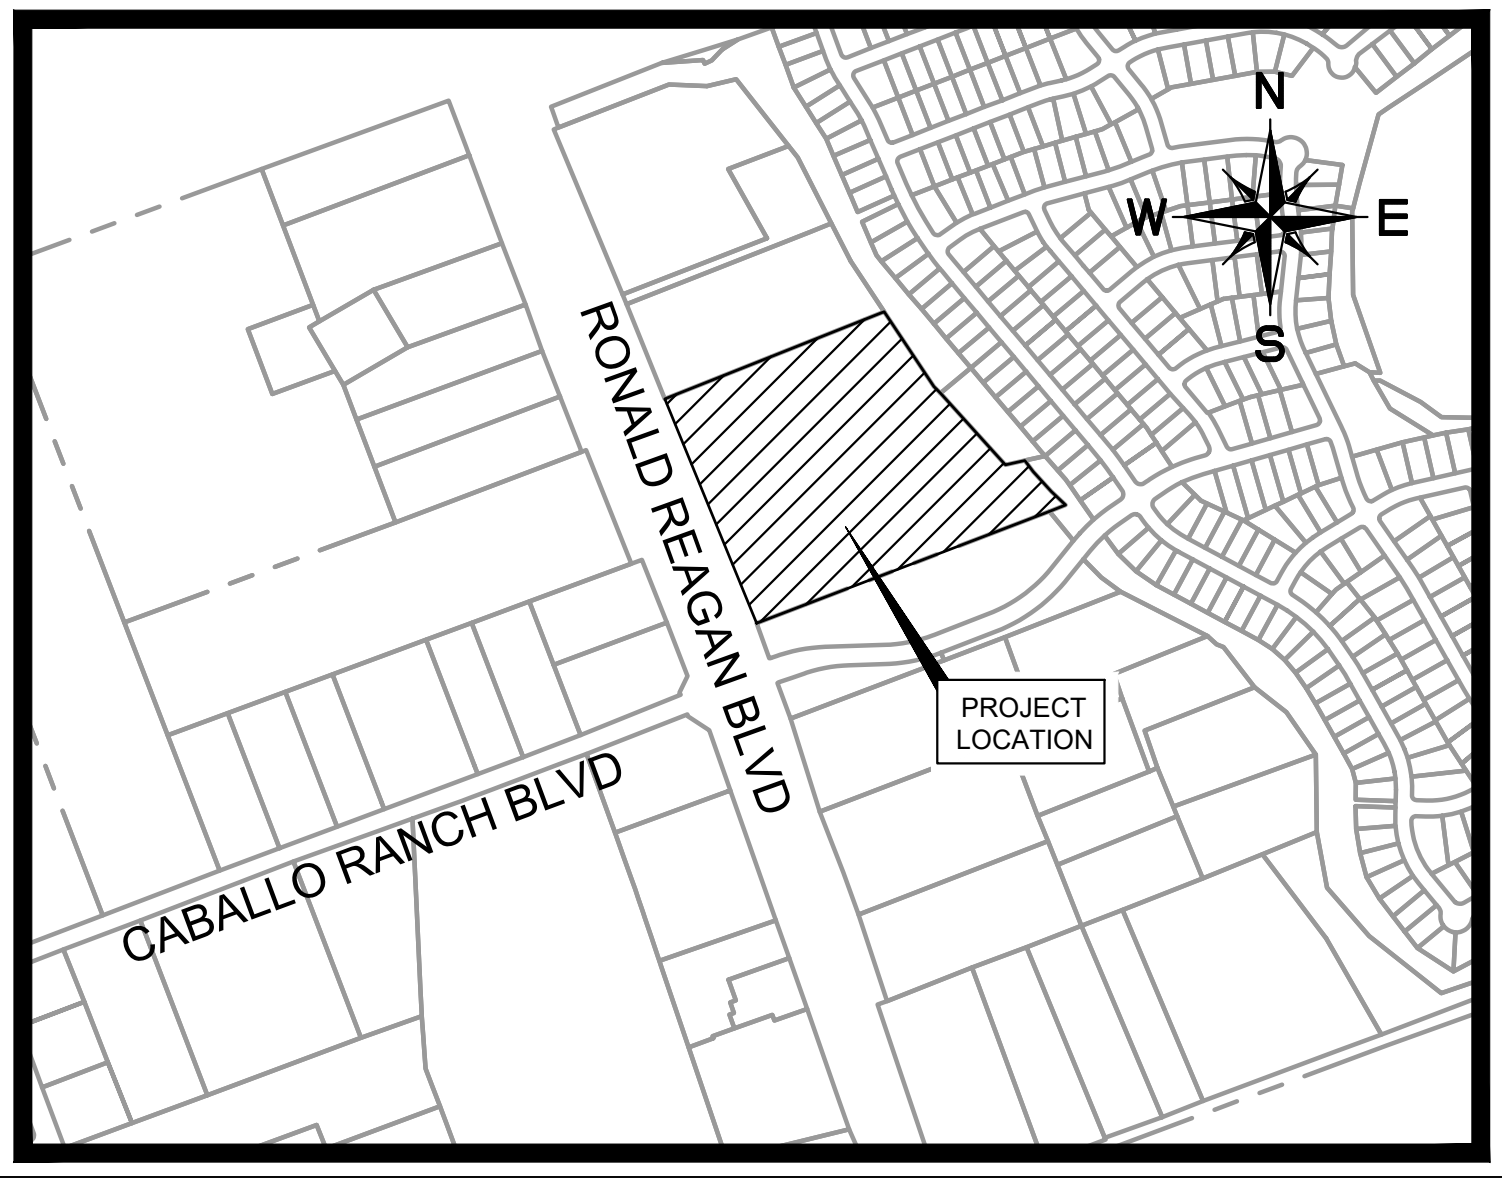 N
W
E
S
RONALD REAGAN BLVD
PROJECT
LOCATION
CABALLO RANCH BLVD